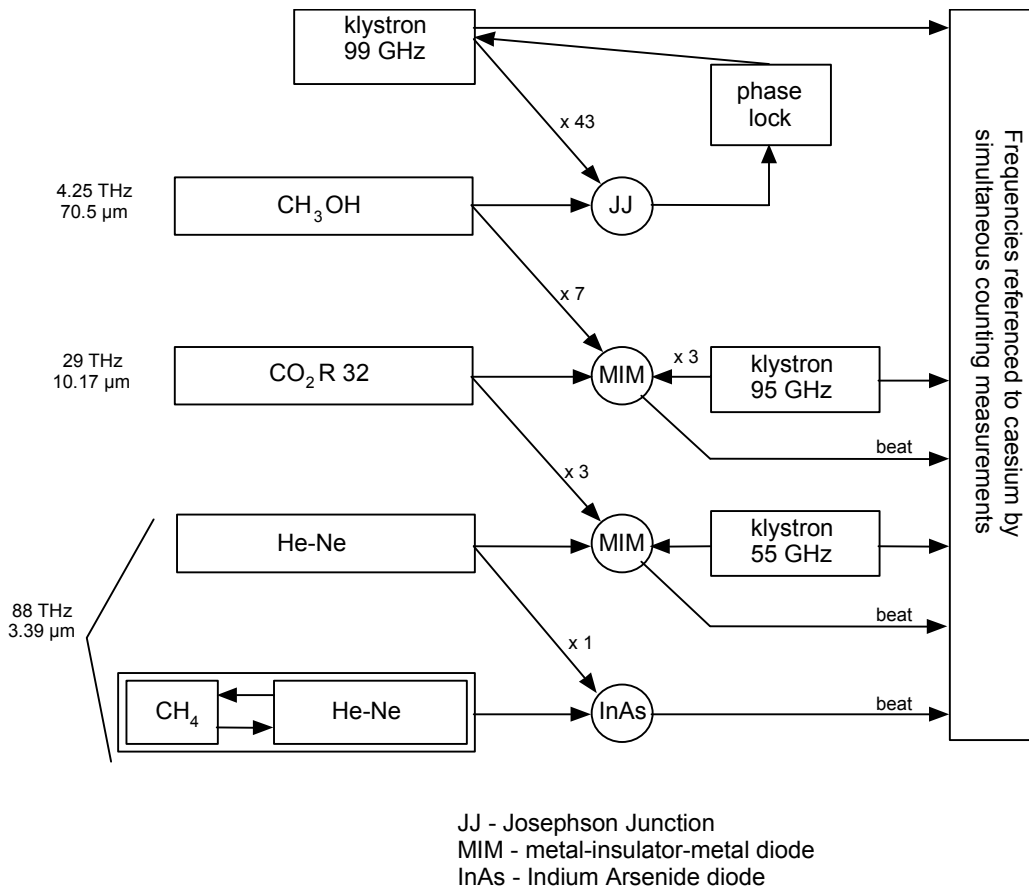 klystron
99 GHz
phase
lock
x 43
4.25 THz
70.5 µm
CH3OH
JJ
x 7
29 THz
10.17 µm
CO2R 32
MIM
x 3
klystron
95 GHz
beat
x 3
He-Ne
MIM
klystron
55 GHz
88 THz
3.39 µm
beat
x 1
CH4
He-Ne
InAs
beat
Frequencies referenced to caesium by
simultaneous counting measurements
JJ - Josephson Junction
MIM - metal-insulator-metal diode
InAs - Indium Arsenide diode